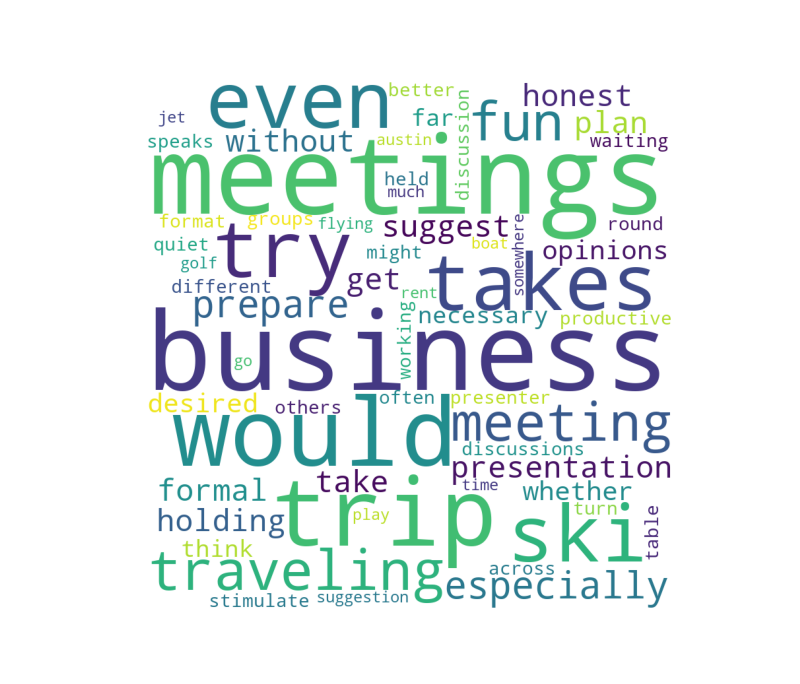 even better discussion fun honest
jet far plan
speaks without austin waiting
meetings
held
much
format groups flying suggest somewhere round
try boat
quiet might get opinions
golf takes
different
prepare rent working necessary productive
business
go
desired others often presenter
would meeting
discussions
presentation
formal take time whether
trip turn
holding play ski table
think
traveling across especially
stimulate suggestion